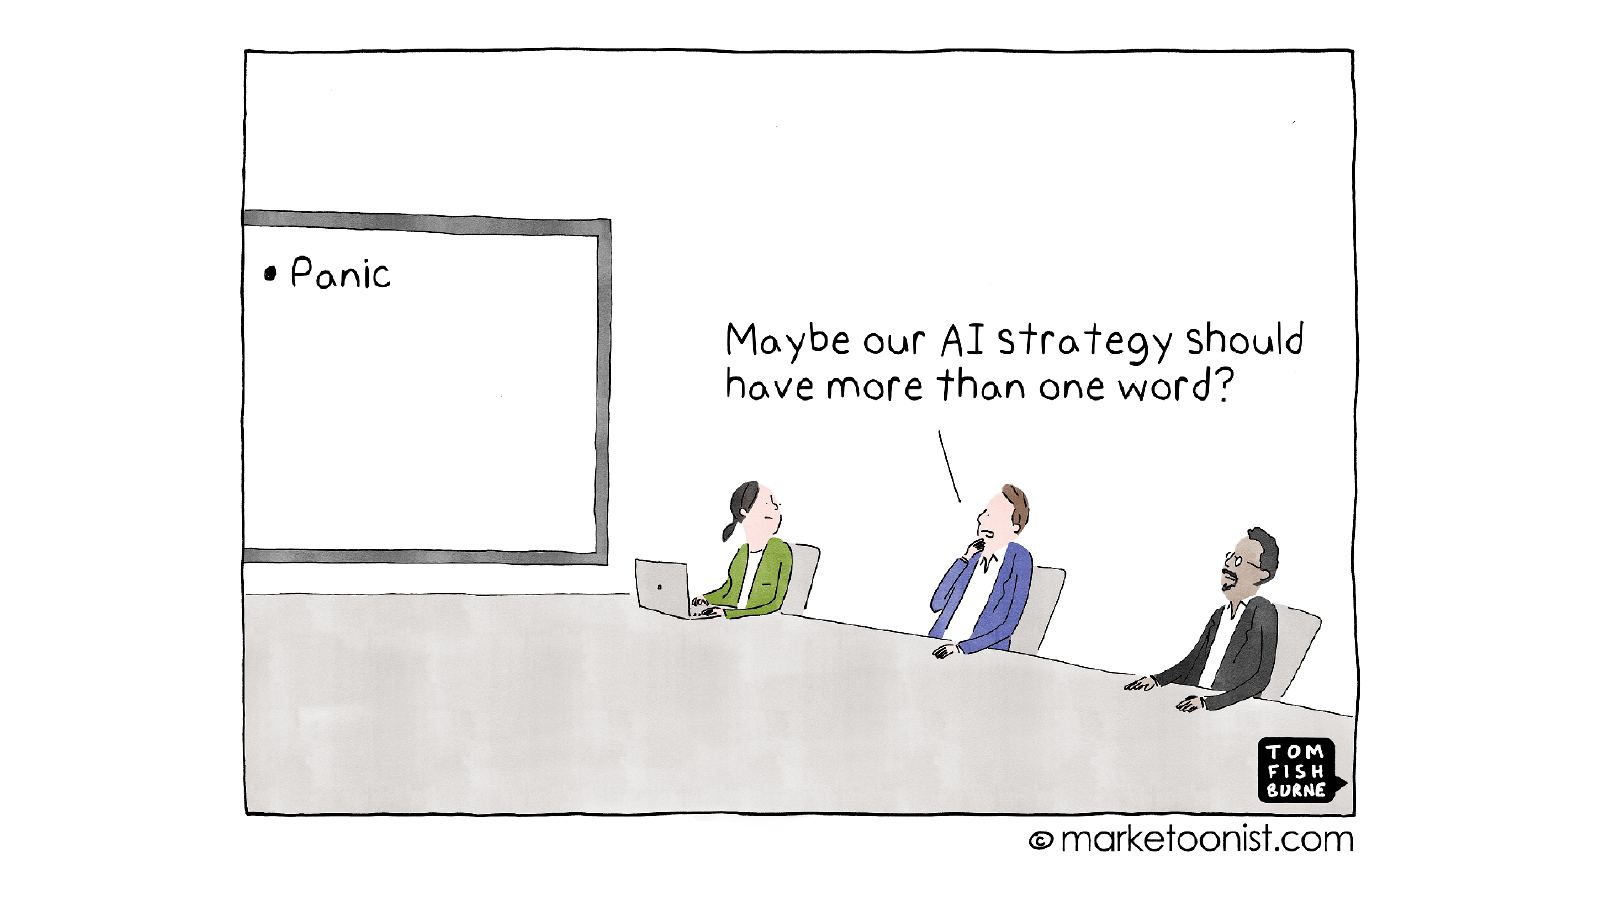 • Panic
Maybe our AI strategy should
have more than one word?
TOM
FISH
BURNE
© marketoonist.com